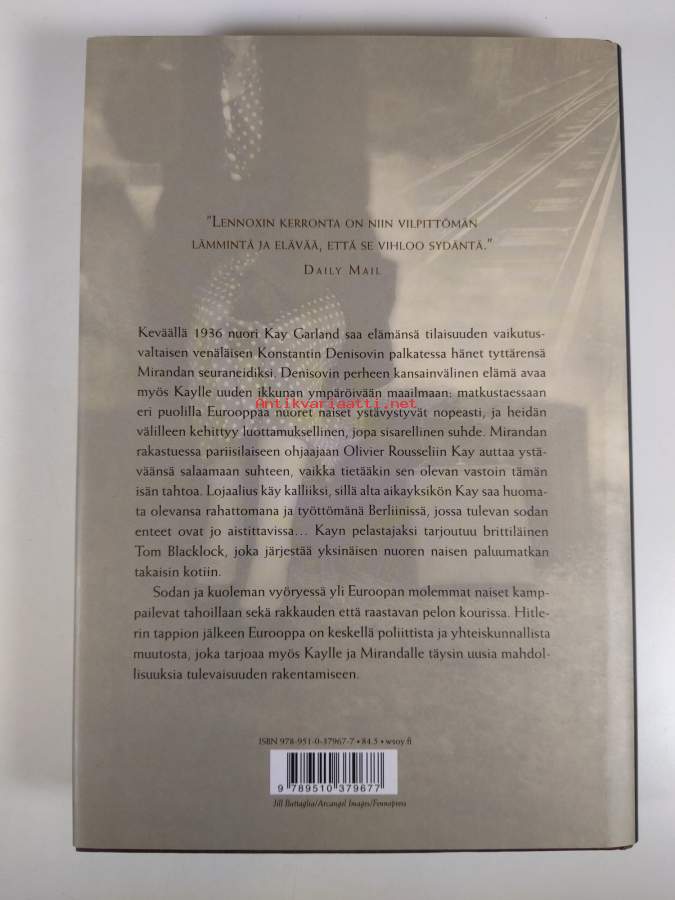 "LENNOXIN KERRONTA ON NIIN VILPITTÖMÄN
LÄMMINTÄ JA ELÄVÄÄ, ETTÄ SE VIHLOO SYDÄNTÄ."
DAILY MAIL
Keväällä 1936 nuori Kay Garland saa elämänsä tilaisuuden vaikutus-
valtaisen venäläisen Konstantin Denisovin palkatessa hänet tyttärensä
Mirandan seuraneidiksi. Denisovin perheen kansainvälinen elämä avaa
myös Kaylle uuden ikkunan ympäröivään maailmaan: matkustaessaan
Antikvariaatti.net
eri puolilla Eurooppaa nuoret naiset ystävystyvät nopeasti, ja heidän
välilleen kehittyy luottamuksellinen, jopa sisarellinen suhde. Mirandan
rakastuessa pariisilaiseen ohjaajaan Olivier Rousseliin Kay auttaa ystä-
väänsä salaamaan suhteen, vaikka tietääkin sen olevan vastoin tämän
isän tahtoa. Lojaalius käy kalliiksi, sillä alta aikayksikön Kay saa huoma-
ta olevansa rahattomana ja työttömänä Berliinissä, jossa tulevan sodan
enteet ovat jo aistittavissa... Kayn pelastajaksi tarjoutuu brittiläinen
Tom Blacklock, joka järjestää yksinäisen nuoren naisen paluumatkan
takaisin kotiin.
Sodan ja kuoleman vyöryessä yli Euroopan molemmat naiset kamp-
pailevat tahoillaan sekä rakkauden että raastavan pelon kourissa. Hitle-
rin tappion jälkeen Eurooppa on keskellä poliittista ja yhteiskunnallista
muutosta, joka tarjoaa myös Kaylle ja Mirandalle täysin uusia mahdol-
lisuuksia tulevaisuuden rakentamiseen.
ISBN 978-951-0-37967-7 • 84.5 • wsoy.fi
9 789510 379677
Jill Battaglia/Arcangel Images/Fennopress